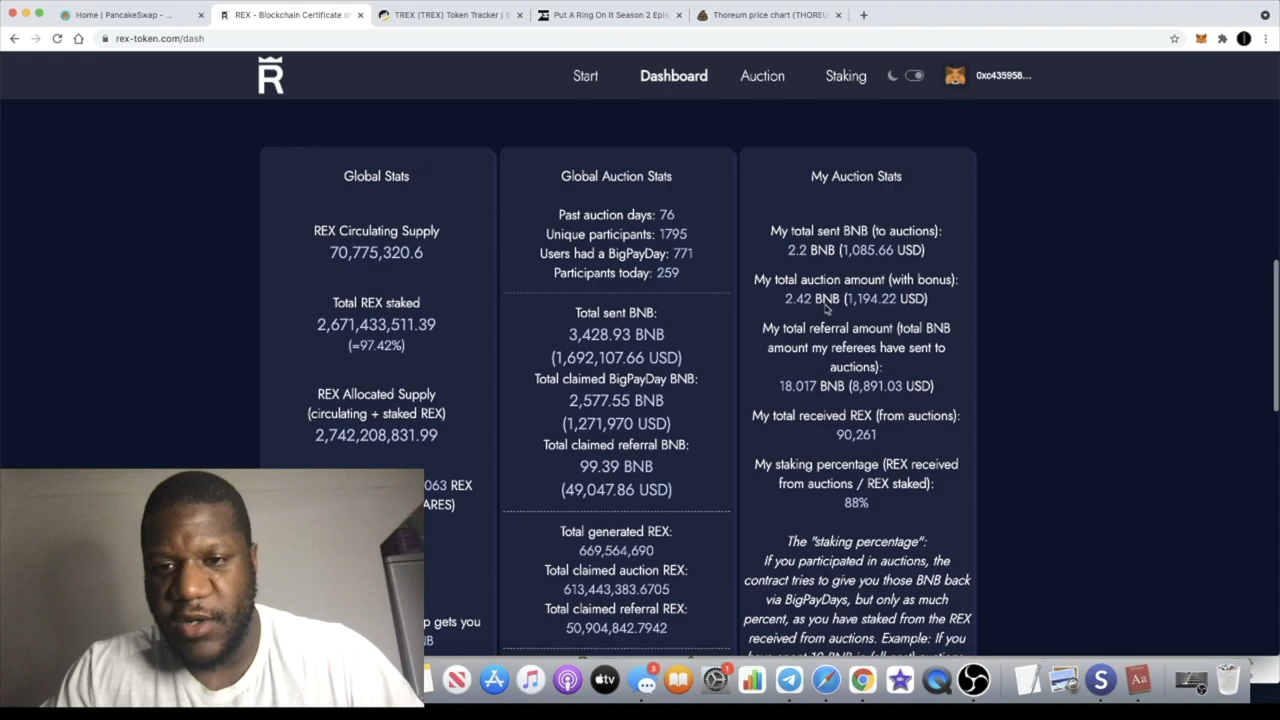 Home | PancakeSwap - ...
REX - Blockchain Certificate of
TREX (TREX) Token Tracker | B
Put A Ring On It Season 2 Epis
Thoreum price chart (THOREU
rex-token.com/dash
R
Start
Dashboard
Auction
Staking
0xc435958...
Global Stats
REX Circulating Supply
70,775,320.6
Total REX staked
2,671,433,511.39
(=97.42%)
REX Allocated Supply
(circulating + staked REX)
2,742,208,831.99
063 REX
ARES)
p gets you
NB
Global Auction Stats
Past auction days: 76
Unique participants: 1795
Users had a BigPayDay: 771
Participants today: 259
Total sent BNB:
3,428.93 BNB
(1,692,107.66 USD)
Total claimed BigPayDay BNB:
2,577.55 BNB
(1,271,970 USD)
Total claimed referral BNB:
99.39 BNB
(49,047.86 USD)
Total generated REX:
669,564,690
Total claimed auction REX:
613,443,383.6705
Total claimed referral REX:
50,904,842.7942
My Auction Stats
My total sent BNB (to auctions):
2.2 BNB (1,085.66 USD)
My total auction amount (with bonus):
2.42 BNB (1,194.22 USD)
My total referral amount (total BNB
amount my referees have sent to
auctions):
18.017 BNB (8,891.03 USD)
My total received REX (from auctions):
90,261
My staking percentage (REX received
from auctions / REX staked):
88%
The "staking percentage":
If you participated in auctions, the
contract tries to give you those BNB back
via BigPayDays, but only as much
percent, as you have staked from the REX
received from auctions. Example: If you
tv
3
1
S
Aa